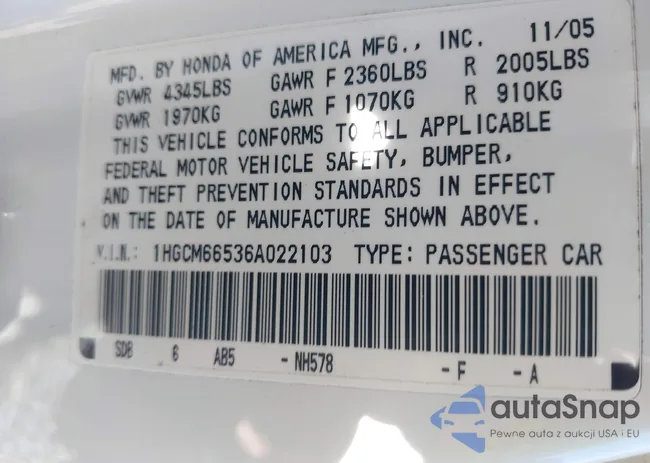 MFD. BY HONDA OF AMERICA MFG., INC. 11/05
GVWR 4345LBS GAWR F 2360LBS R 2005LBS
GVWR 1970KG GAWR F 1070KG R 910KG
THIS VEHICLE CONFORMS TO ALL APPLICABLE
FEDERAL MOTOR VEHICLE SAFETY, BUMPER,
AND THEFT PREVENTION STANDARDS IN EFFECT
ON THE DATE OF MANUFACTURE SHOWN ABOVE.
V.I.N.: 1HGCM66536A022103 TYPE: PASSENGER CAR
SDB 6 AB5 -NH578 -F -A
autaSnap
Pewne auta z aukcji USA i EU